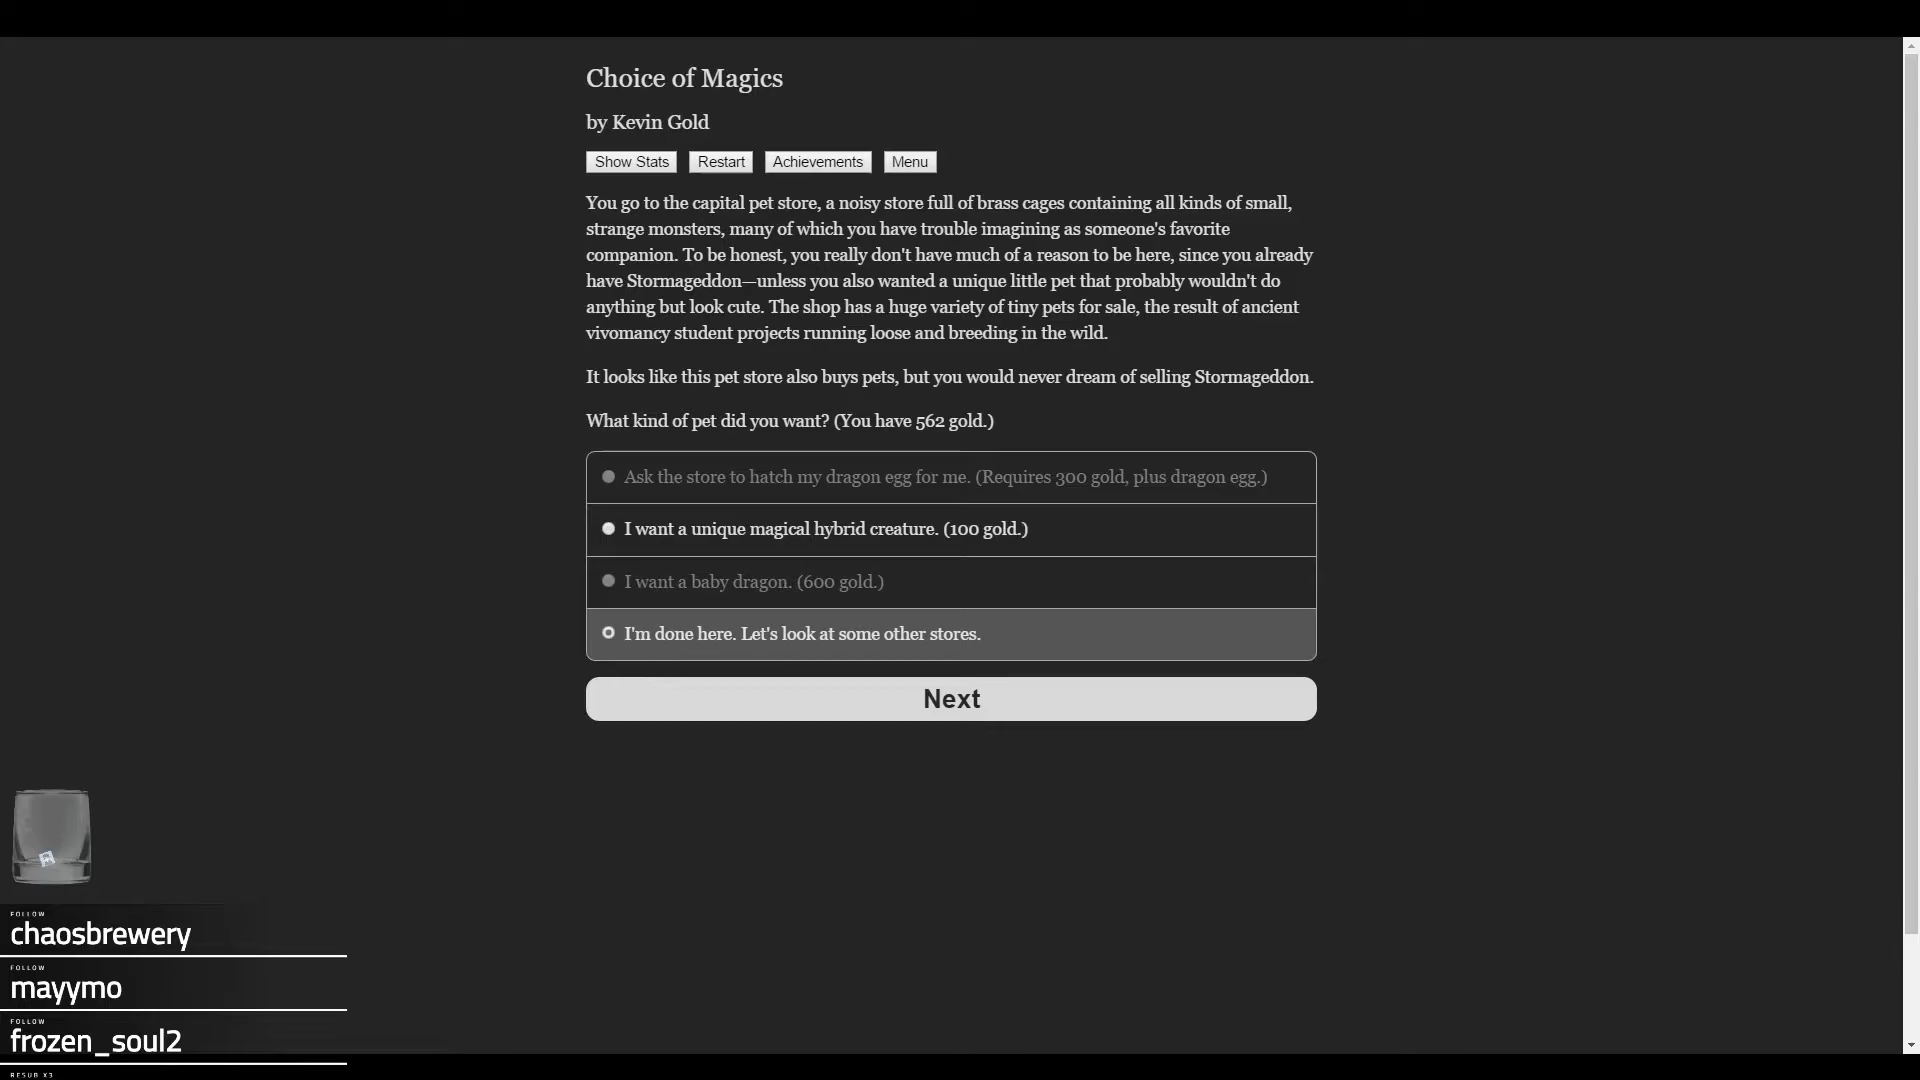 Choice of Magics
by Kevin Gold
Show Stats Restart Achievements Menu
You go to the capital pet store, a noisy store full of brass cages containing all kinds of small,
strange monsters, many of which you have trouble imagining as someone's favorite
companion. To be honest, you really don't have much of a reason to be here, since you already
have Stormageddon—unless you also wanted a unique little pet that probably wouldn't do
anything but look cute. The shop has a huge variety of tiny pets for sale, the result of ancient
vivomancy student projects running loose and breeding in the wild.
It looks like this pet store also buys pets, but you would never dream of selling Stormageddon.
What kind of pet did you want? (You have 562 gold.)
Ask the store to hatch my dragon egg for me. (Requires 300 gold, plus dragon egg.)
I want a unique magical hybrid creature. (100 gold.)
I want a baby dragon. (600 gold.)
I'm done here. Let's look at some other stores.
Next
FOLLOW
chaosbrewery
FOLLOW
mayymo
FOLLOW
frozen_soul2
RESUB X3